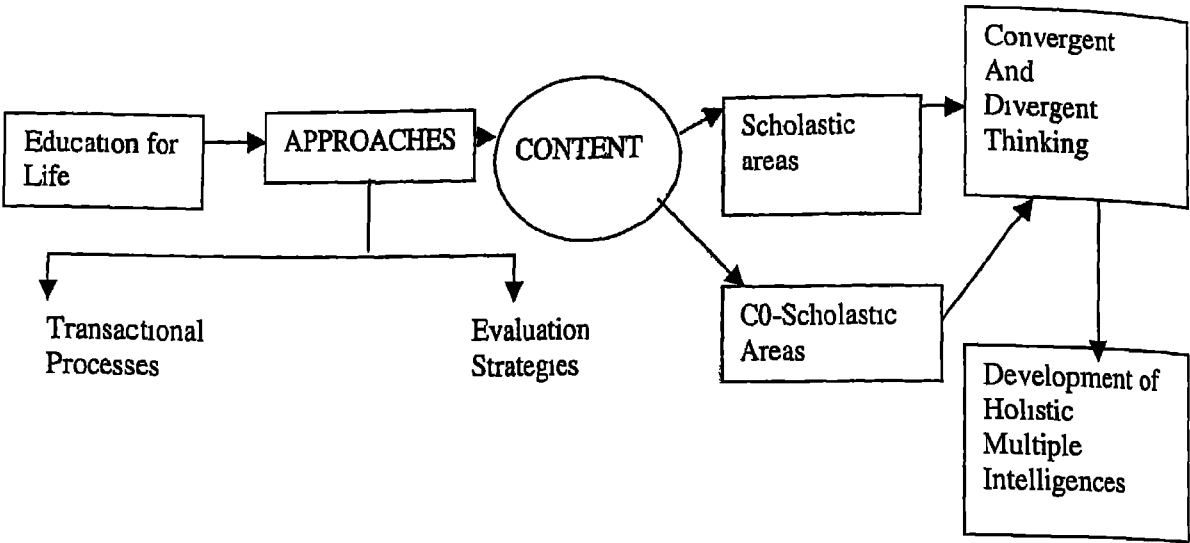 Education for
Life
APPROACHES
CONTENT
Scholastic
areas
Convergent
And
Divergent
Thinking
Transactional
Processes
Evaluation
Strategies
C0-Scholastic
Areas
Development of
Holistic
Multiple
Intelligences